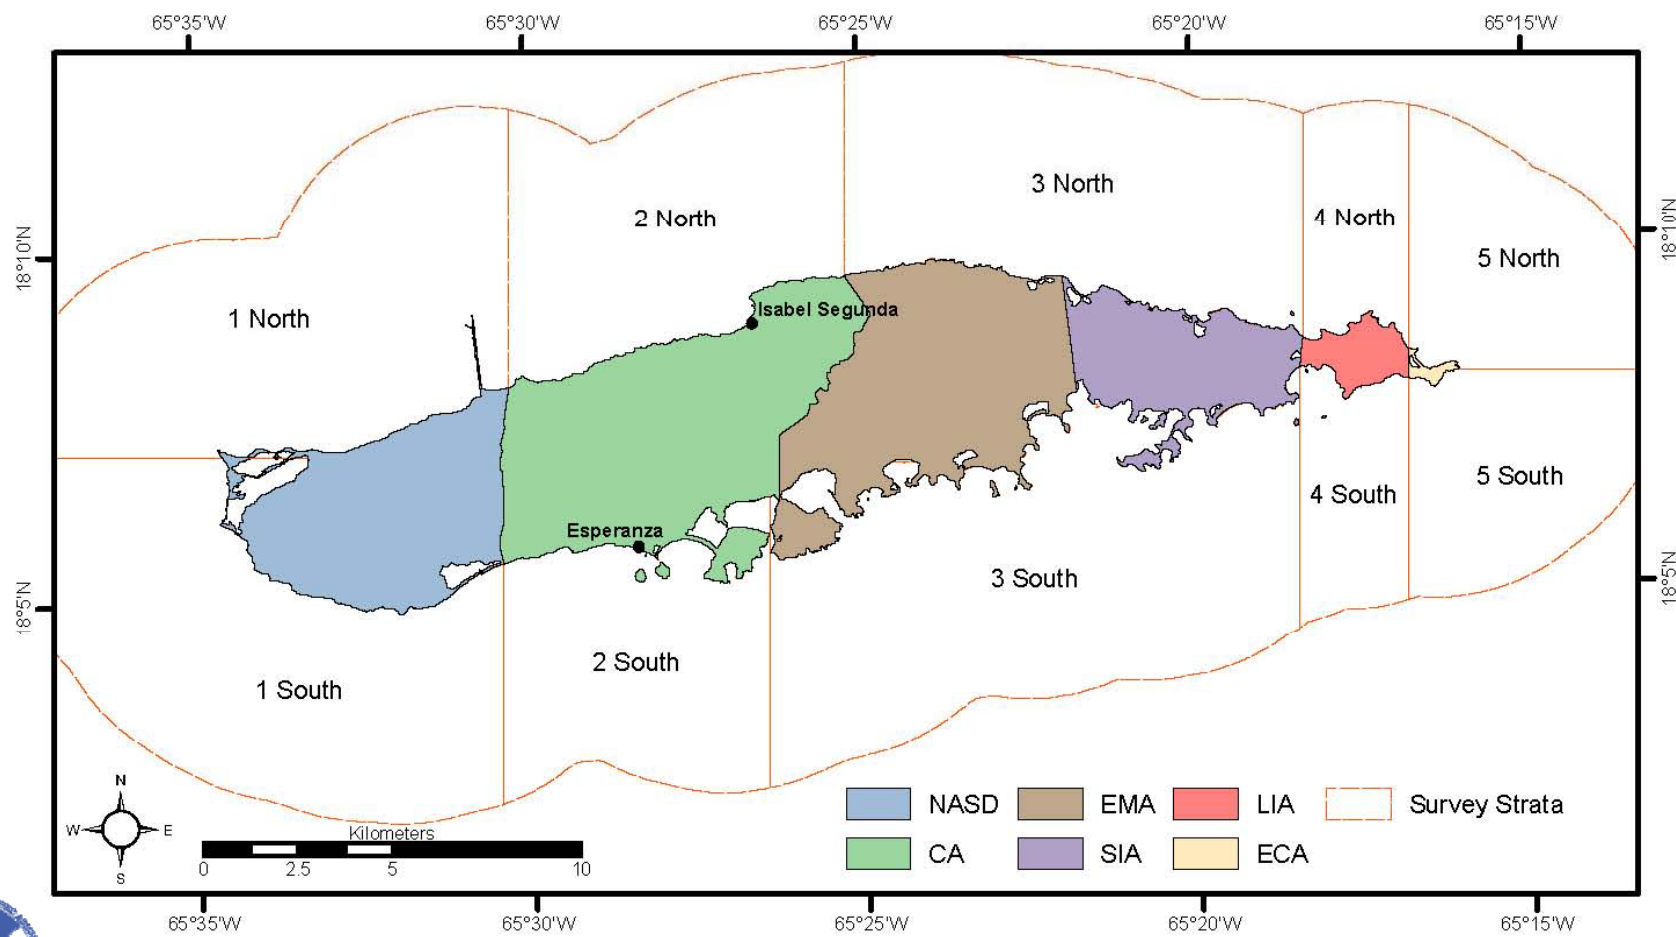 65°35'W 65°30'W 65°25'W 65°20'W 65°15'W
3 North
2 North
4 North
18°10'N
18°10'N
5 North
1 North
Isabel Segunda
5 South
4 South
Esperanza
3 South
18°5'N
18°5'N
2 South
1 South
N
W E
S
Kilometers
0 2.5 5 10
NASD EMA LIA Survey Strata
CA SIA ECA
65°35'W 65°30'W 65°25'W 65°20'W 65°15'W